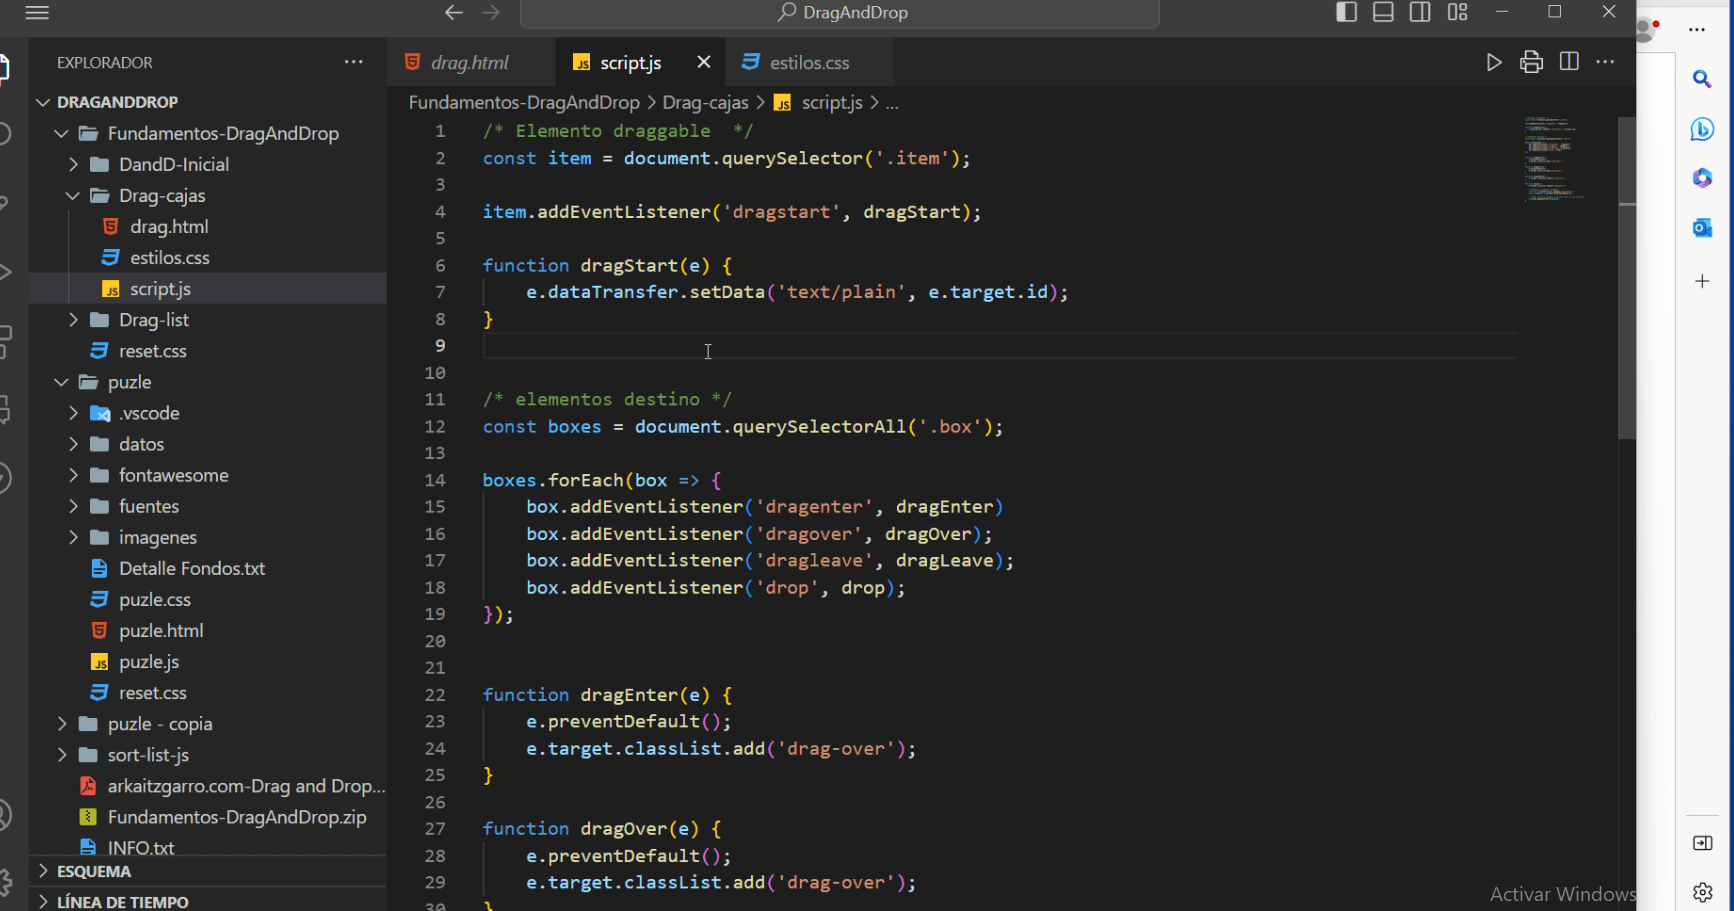 DragAndDrop
EXPLORADOR
drag.html
script.js
estilos.css
DRAGANDDROP
Fundamentos-DragAndDrop
DandD-Inicial
Drag-cajas
drag.html
estilos.css
script.js
Drag-list
reset.css
puzle
.vscode
datos
fontawesome
fuentes
imagenes
Detalle Fondos.txt
puzle.css
puzle.html
puzle.js
reset.css
puzle - copia
sort-list-js
arkaitzgarro.com-Drag and Drop...
Fundamentos-DragAndDrop.zip
INFO.txt
ESQUEMA
LÍNEA DE TIEMPO
Fundamentos-DragAndDrop > Drag-cajas > JS script.js > ...
1 /* Elemento draggable  */
2 const item = document.querySelector('.item');
3
4 item.addEventListener('dragstart', dragStart);
5
6 function dragStart(e) {
7     e.dataTransfer.setData('text/plain', e.target.id);
8 }
9
10
11 /* elementos destino */
12 const boxes = document.querySelectorAll('.box');
13
14 boxes.forEach(box => {
15     box.addEventListener('dragenter', dragEnter)
16     box.addEventListener('dragover', dragOver);
17     box.addEventListener('dragleave', dragLeave);
18     box.addEventListener('drop', drop);
19 });
20
21
22 function dragEnter(e) {
23     e.preventDefault();
24     e.target.classList.add('drag-over');
25 }
26
27 function dragOver(e) {
28     e.preventDefault();
29     e.target.classList.add('drag-over');
30 }
Activar Windows